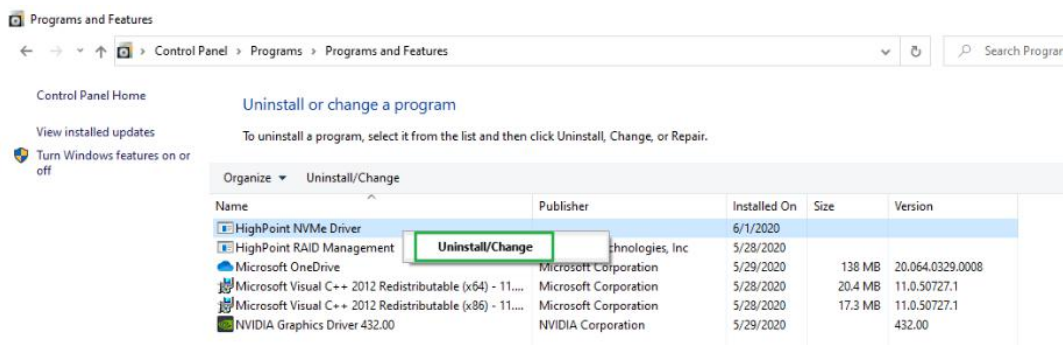 Programs and Features
Control Panel > Programs > Programs and Features
Search Progra
Control Panel Home
View installed updates
Turn Windows features on or
off
Uninstall or change a program
To uninstall a program, select it from the list and then click Uninstall, Change, or Repair.
Organize Uninstall/Change
Name Publisher Installed On Size Version
HighPoint NVMe Driver 6/1/2020
HighPoint RAID Management chnologies, Inc 5/28/2020
Uninstall/Change
Microsoft OneDrive Microsoft Corporation 5/29/2020 138 MB 20.064.0329.0008
Microsoft Visual C++ 2012 Redistributable (x64) - 11.... Microsoft Corporation 5/28/2020 20.4 MB 11.0.50727.1
Microsoft Visual C++ 2012 Redistributable (x86) - 11.... Microsoft Corporation 5/28/2020 17.3 MB 11.0.50727.1
NVIDIA Graphics Driver 432.00 NVIDIA Corporation 5/29/2020 432.00